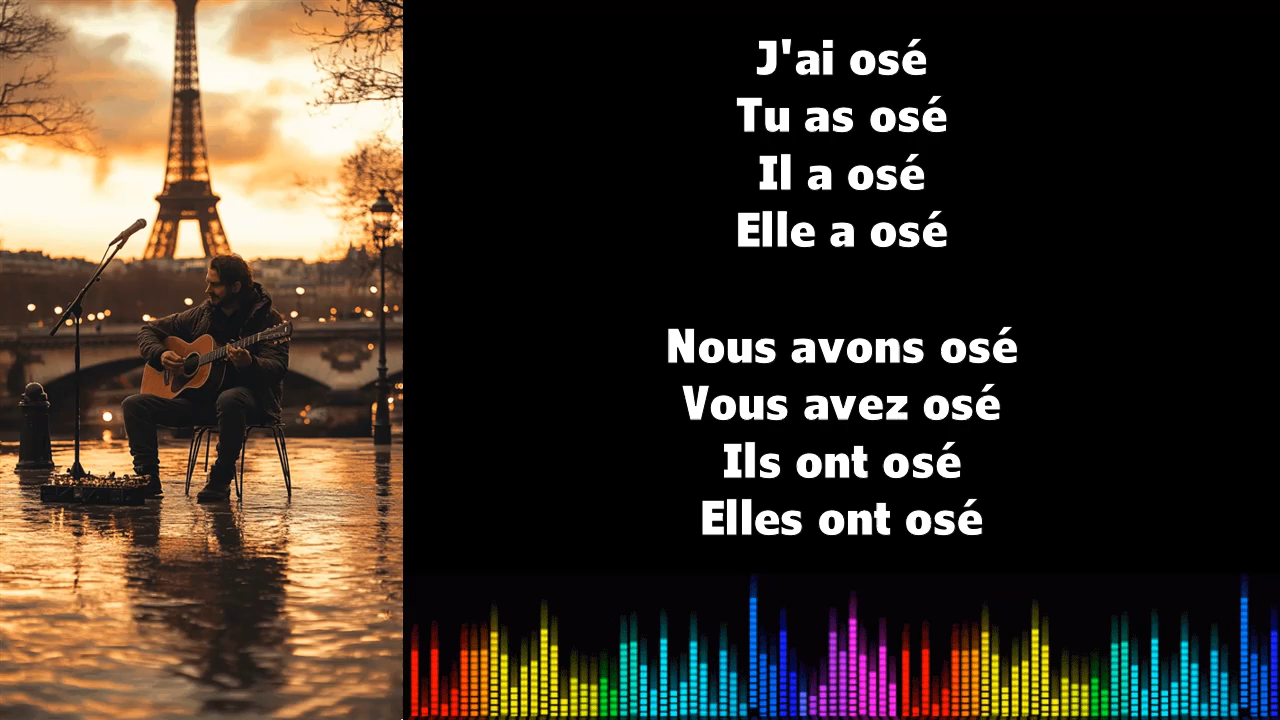 J'ai osé
Tu as osé
Il a osé
Elle a osé
Nous avons osé
Vous avez osé
Ils ont osé
Elles ont osé